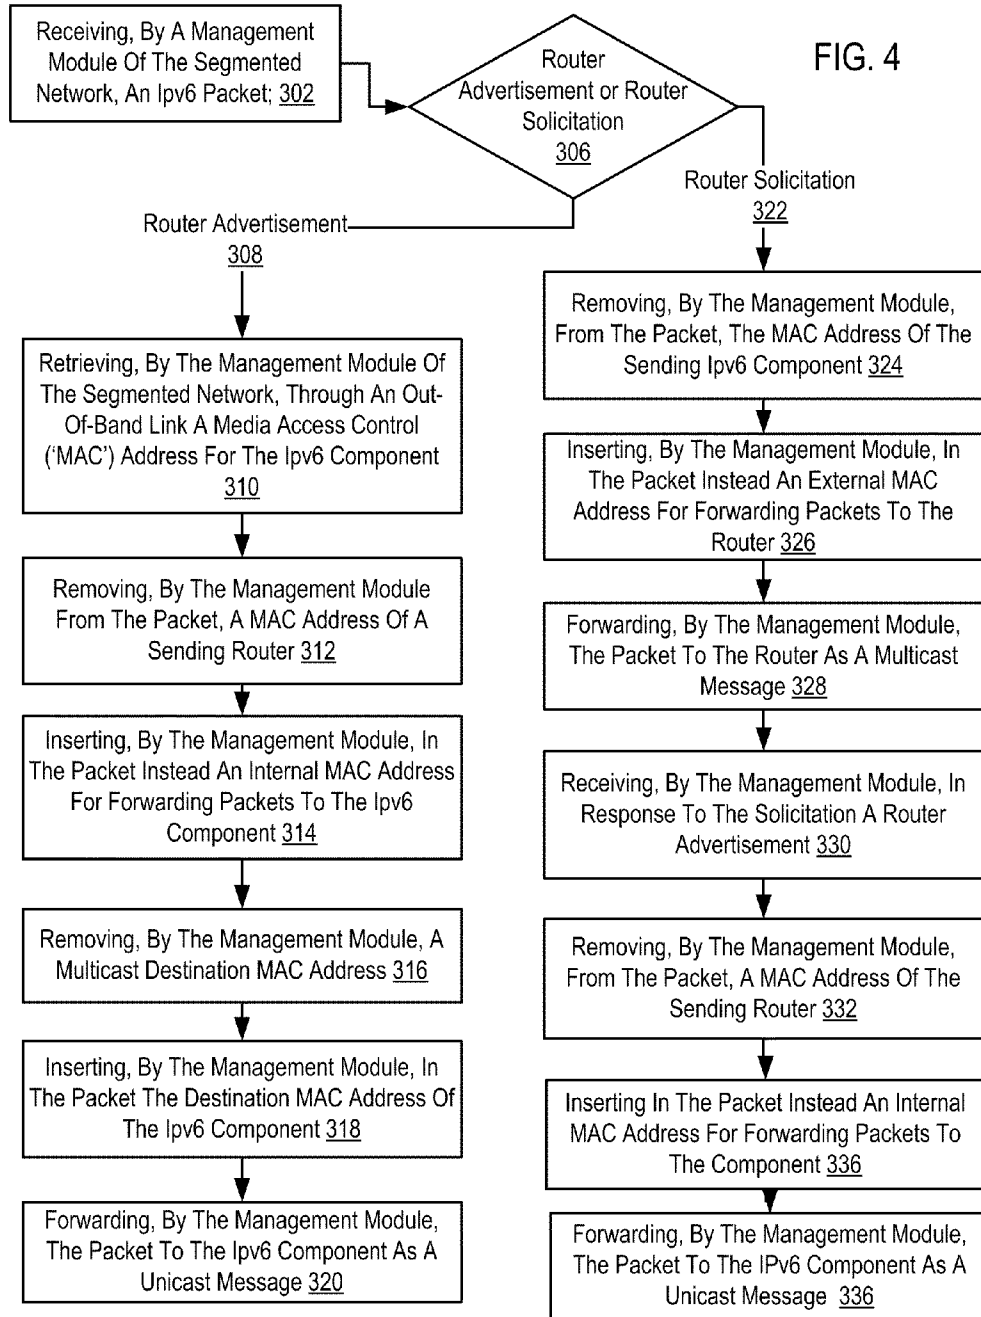 Receiving, By A Management
Module Of The Segmented
Network, An Ipv6 Packet; 302
Router
Advertisement or Router
Solicitation
306
FIG. 4
Router Advertisement
308
Router Solicitation
322
Retrieving, By The Management Module Of
The Segmented Network, Through An Out-
Of-Band Link A Media Access Control
(‘MAC’) Address For The Ipv6 Component
310
Removing, By The Management Module
From The Packet, A MAC Address Of A
Sending Router 312
Inserting, By The Management Module, In
The Packet Instead An Internal MAC Address
For Forwarding Packets To The Ipv6
Component 314
Removing, By The Management Module, A
Multicast Destination MAC Address 316
Inserting, By The Management Module, In
The Packet The Destination MAC Address Of
The Ipv6 Component 318
Forwarding, By The Management Module,
The Packet To The Ipv6 Component As A
Unicast Message 320
Removing, By The Management Module,
From The Packet, The MAC Address Of The
Sending Ipv6 Component 324
Inserting, By The Management Module, In
The Packet Instead An External MAC
Address For Forwarding Packets To The
Router 326
Forwarding, By The Management Module,
The Packet To The Router As A Multicast
Message 328
Receiving, By The Management Module, In
Response To The Solicitation A Router
Advertisement 330
Removing, By The Management Module,
From The Packet, A MAC Address Of The
Sending Router 332
Inserting In The Packet Instead An Internal
MAC Address For Forwarding Packets To
The Component 336
Forwarding, By The Management Module,
The Packet To The IPv6 Component As A
Unicast Message 336